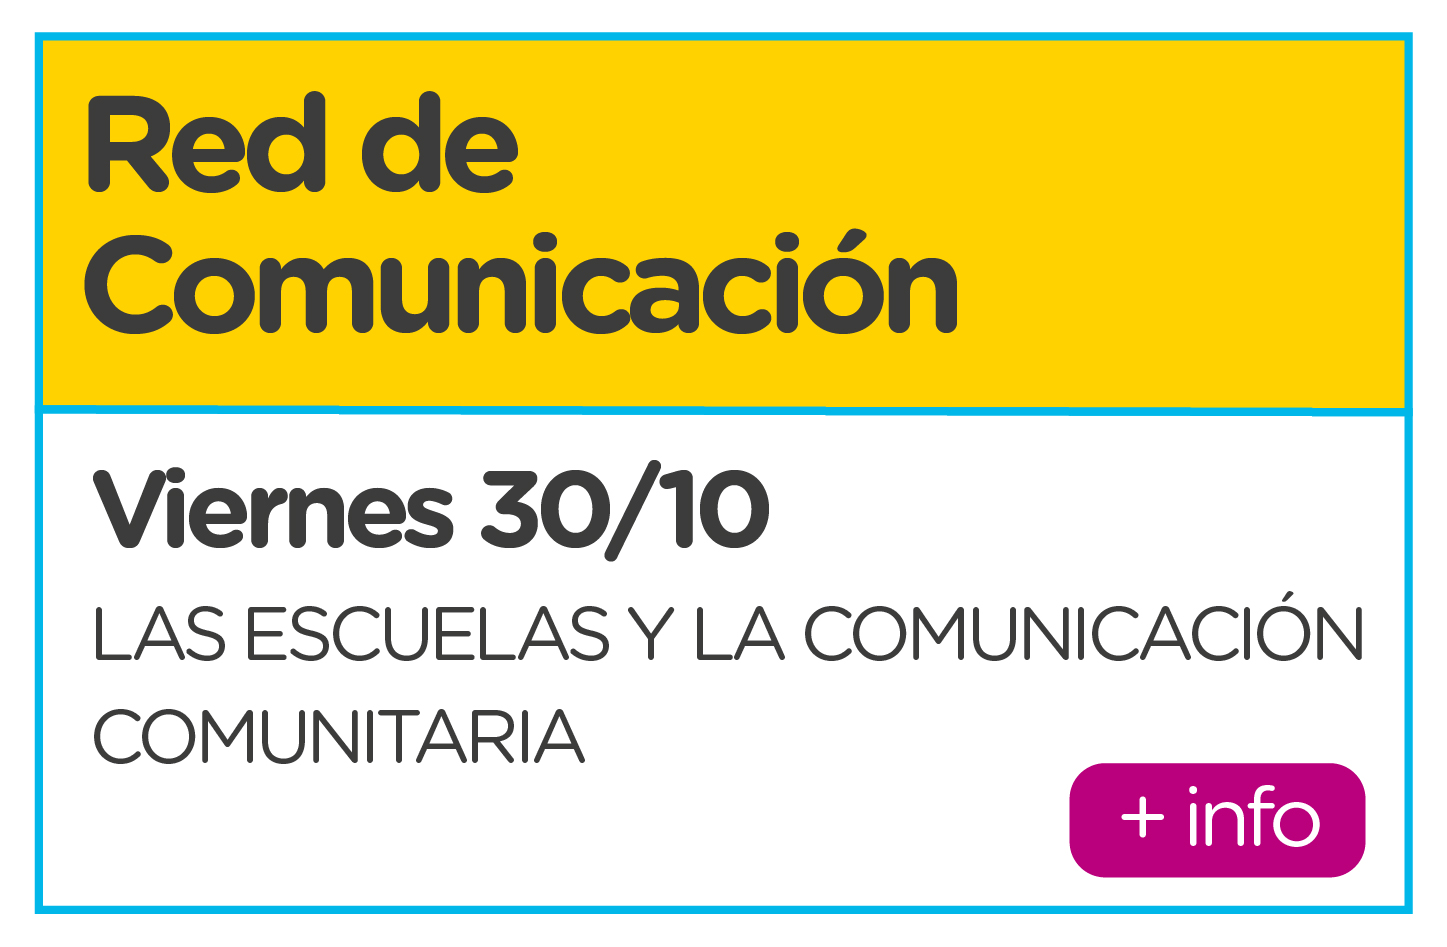 Red de
Comunicación
Viernes 30/10
LAS ESCUELAS Y LA COMUNICACIÓN
COMUNITARIA
+ info